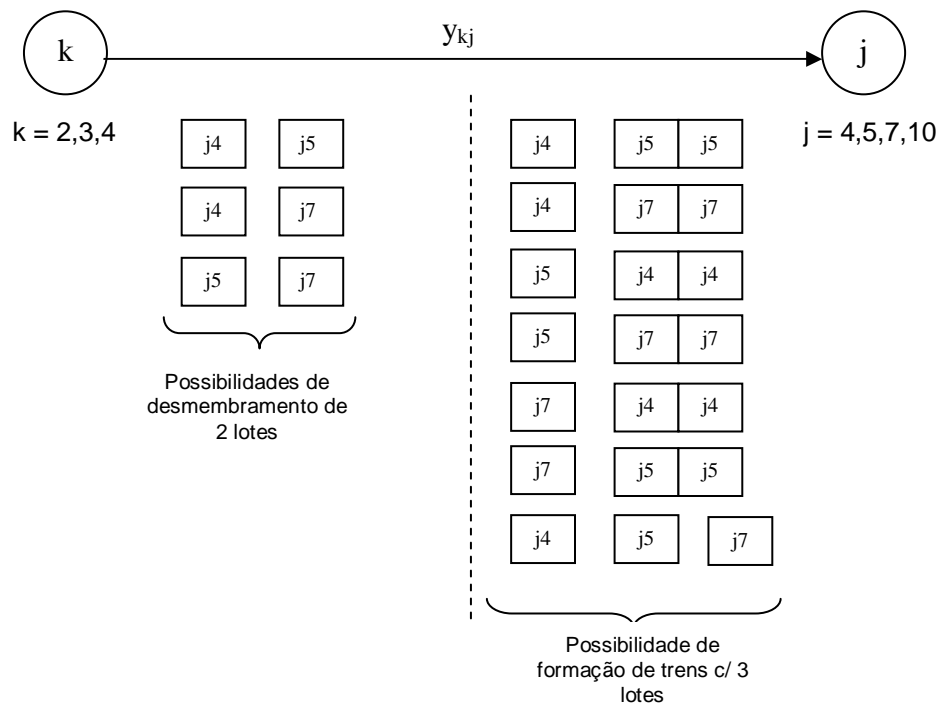 k
y_kj
j
k = 2,3,4
j = 4,5,7,10
j4 j5
j4 j7
j5 j7
Possibilidades de
desmembramento de
2 lotes
j4 j5 j5
j4 j7 j7
j5 j4 j4
j5 j7 j7
j7 j4 j4
j7 j5 j5
j4 j5 j7
Possibilidade de
formação de trens c/ 3
lotes